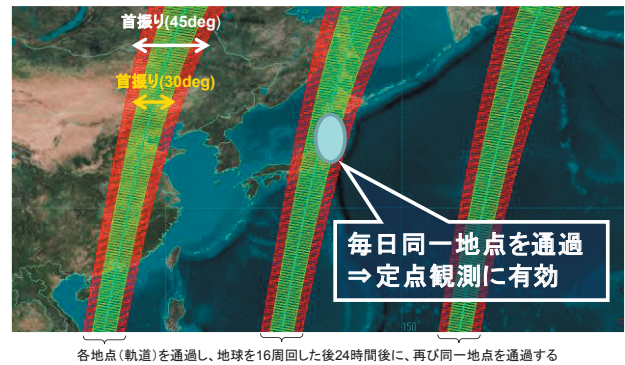 首振り(45deg)
首振り(30deg)
毎日同一地点を通過
⇒定点観測に有効
150
各地点(軌道)を通過し、地球を16周回した後24時間後に、再び同一地点を通過する